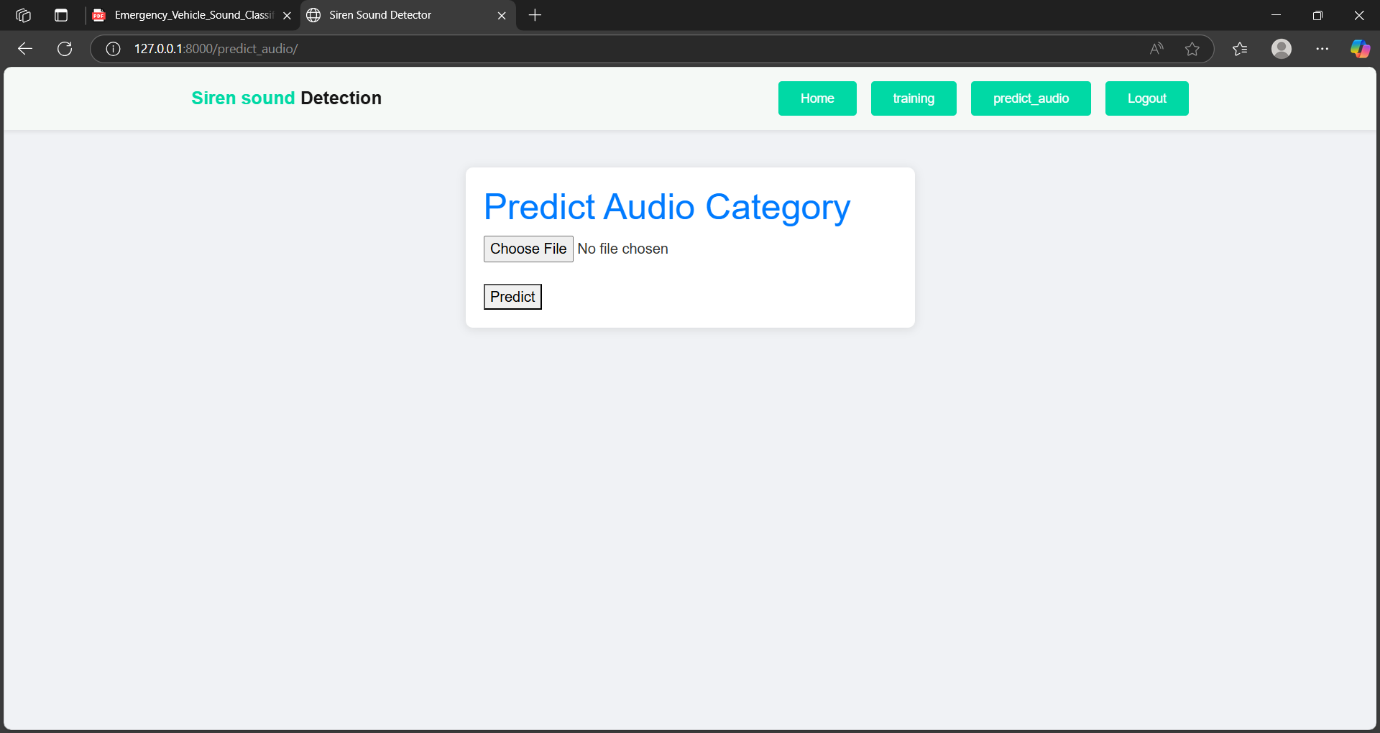 Emergency_Vehicle_Sound_Classif
Siren Sound Detector
127.0.0.1:8000/predict_audio/
Siren sound Detection
Home
training
predict_audio
Logout
Predict Audio Category
Choose File No file chosen
Predict